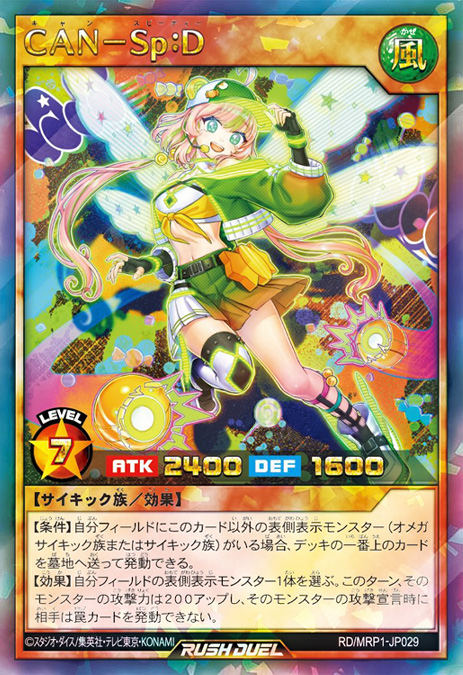 キャン スピーディー
CAN－Sp:D
かぜ
風
LEVEL
7
ATK 2400 DEF 1600
【サイキック族／効果】
【条件】自分フィールドにこのカード以外の表側表示モンスター（オメガ
サイキック族またはサイキック族）がいる場合、デッキの一番上のカード
を墓地へ送って発動できる。
【効果】自分フィールドの表側表示モンスター1体を選ぶ。このターン、その
モンスターの攻撃力は200アップし、そのモンスターの攻撃宣言時に
相手は罠カードを発動できない。
©スタジオ・ダイス/集英社・テレビ東京・KONAMI RUSH DUEL RD/MRP1-JP029